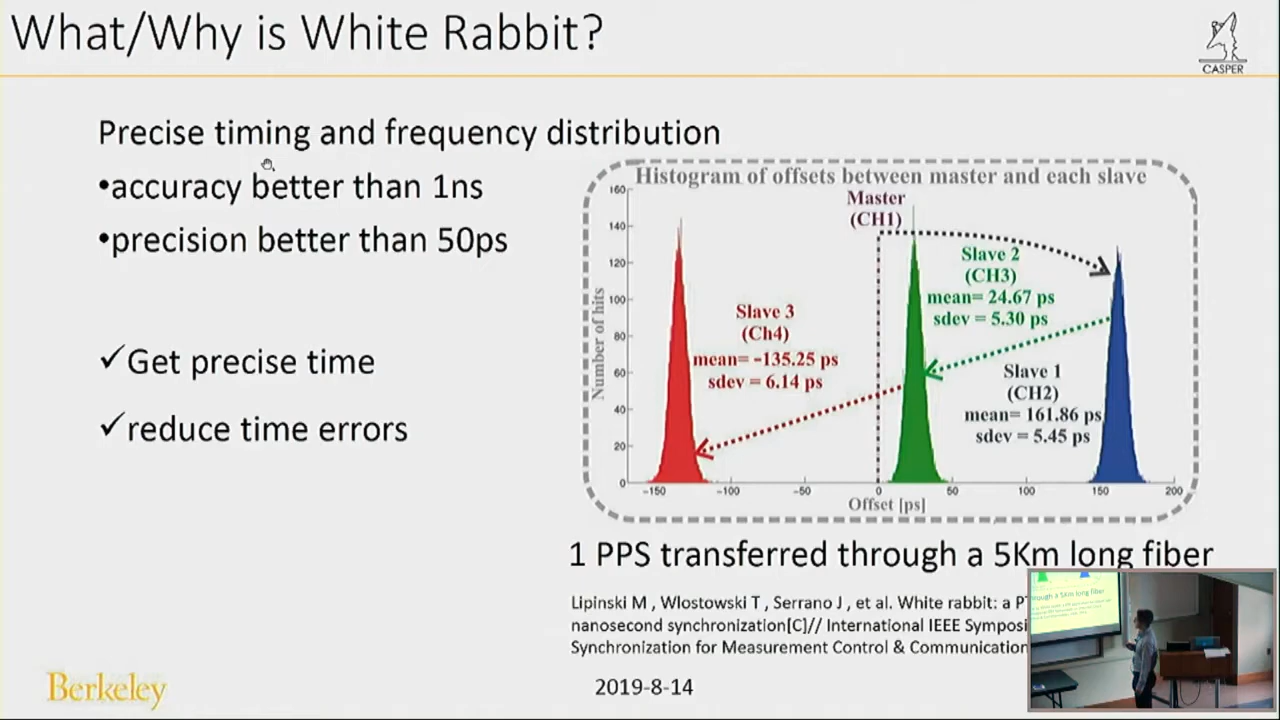 What/Why is White Rabbit?
CASPER
Precise timing and frequency distribution
•accuracy better than 1ns
•precision better than 50ps
✓Get precise time
✓reduce time errors
Histogram of offsets between master and each slave
Master
(CH1)
Slave 2
(CH3)
mean= 24.67 ps
sdev = 5.30 ps
Slave 3
(Ch4)
mean= -135.25 ps
sdev = 6.14 ps
Slave 1
(CH2)
mean= 161.86 ps
sdev = 5.45 ps
Number of hits
160
140
120
100
80
60
40
20
0
-150 -100 -50 0 50 100 150 200
Offset [ps]
1 PPS transferred through a 5Km long fiber
Lipinski M , Wlostowski T , Serrano J , et al. White rabbit: a
nanosecond synchronization[C]// International IEEE
Synchronization for Measurement Control & Communication
Berkeley
2019-8-14
rough a 5Km long fiber